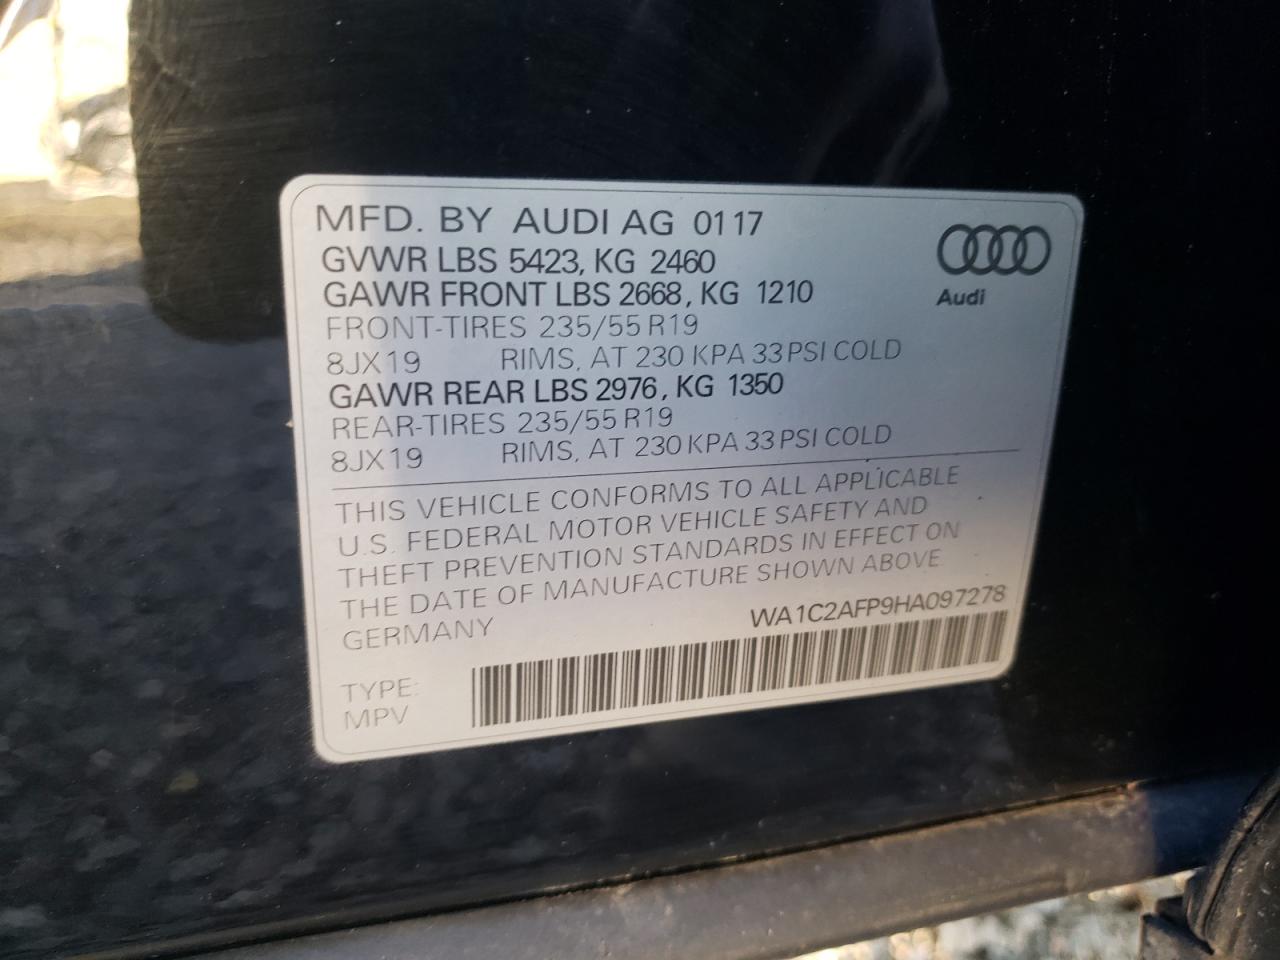 MFD. BY AUDI AG 01 17
GVWR LBS 5423, KG 2460
GAWR FRONT LBS 2668, KG 1210
FRONT-TIRES 235/55 R19
8JX19 RIMS, AT 230 KPA 33 PSI COLD
GAWR REAR LBS 2976, KG 1350
REAR-TIRES 235/55 R19
8JX19 RIMS, AT 230 KPA 33 PSI COLD
Audi
THIS VEHICLE CONFORMS TO ALL APPLICABLE
U.S. FEDERAL MOTOR VEHICLE SAFETY AND
THEFT PREVENTION STANDARDS IN EFFECT ON
THE DATE OF MANUFACTURE SHOWN ABOVE
GERMANY
WA1C2AFP9HA097278
TYPE:
MPV